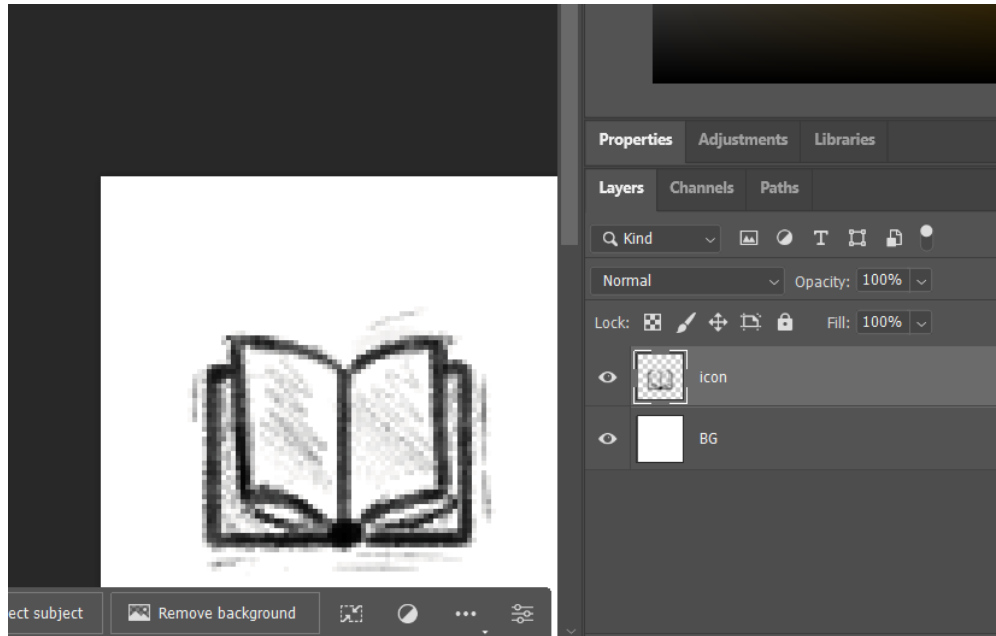 Properties Adjustments Libraries
Layers Channels Paths
Kind
Normal Opacity: 100%
Lock: Fill: 100%
icon
BG
ect subject Remove background